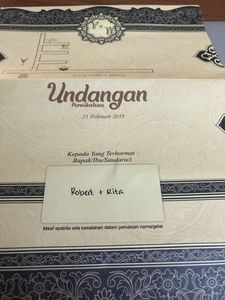 Undangan
Pernikahan
23 Februari 2019
Kepada Yang Terhormat :
Bapak/Ibu/Saudara/i
Robert + Rita
Maaf apabila ada kesalahan dalam penulisan nama/gelar